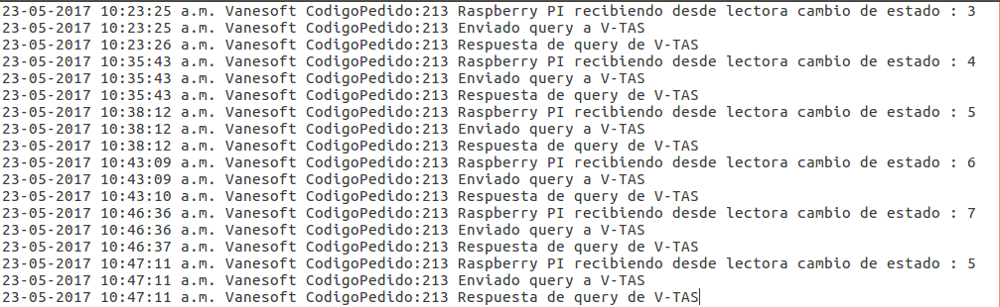 23-05-2017 10:23:25 a.m. Vanesoft CodigoPedido:213 Raspberry PI recibiendo desde lectora cambio de estado : 3
23-05-2017 10:23:25 a.m. Vanesoft CodigoPedido:213 Enviado query a V-TAS
23-05-2017 10:23:26 a.m. Vanesoft CodigoPedido:213 Respuesta de query de V-TAS
23-05-2017 10:35:43 a.m. Vanesoft CodigoPedido:213 Raspberry PI recibiendo desde lectora cambio de estado : 4
23-05-2017 10:35:43 a.m. Vanesoft CodigoPedido:213 Enviado query a V-TAS
23-05-2017 10:35:43 a.m. Vanesoft CodigoPedido:213 Respuesta de query de V-TAS
23-05-2017 10:38:12 a.m. Vanesoft CodigoPedido:213 Raspberry PI recibiendo desde lectora cambio de estado : 5
23-05-2017 10:38:12 a.m. Vanesoft CodigoPedido:213 Enviado query a V-TAS
23-05-2017 10:38:12 a.m. Vanesoft CodigoPedido:213 Respuesta de query de V-TAS
23-05-2017 10:43:09 a.m. Vanesoft CodigoPedido:213 Raspberry PI recibiendo desde lectora cambio de estado : 6
23-05-2017 10:43:09 a.m. Vanesoft CodigoPedido:213 Enviado query a V-TAS
23-05-2017 10:43:10 a.m. Vanesoft CodigoPedido:213 Respuesta de query de V-TAS
23-05-2017 10:46:36 a.m. Vanesoft CodigoPedido:213 Raspberry PI recibiendo desde lectora cambio de estado : 7
23-05-2017 10:46:36 a.m. Vanesoft CodigoPedido:213 Enviado query a V-TAS
23-05-2017 10:46:37 a.m. Vanesoft CodigoPedido:213 Respuesta de query de V-TAS
23-05-2017 10:47:11 a.m. Vanesoft CodigoPedido:213 Raspberry PI recibiendo desde lectora cambio de estado : 5
23-05-2017 10:47:11 a.m. Vanesoft CodigoPedido:213 Enviado query a V-TAS
23-05-2017 10:47:11 a.m. Vanesoft CodigoPedido:213 Respuesta de query de V-TAS